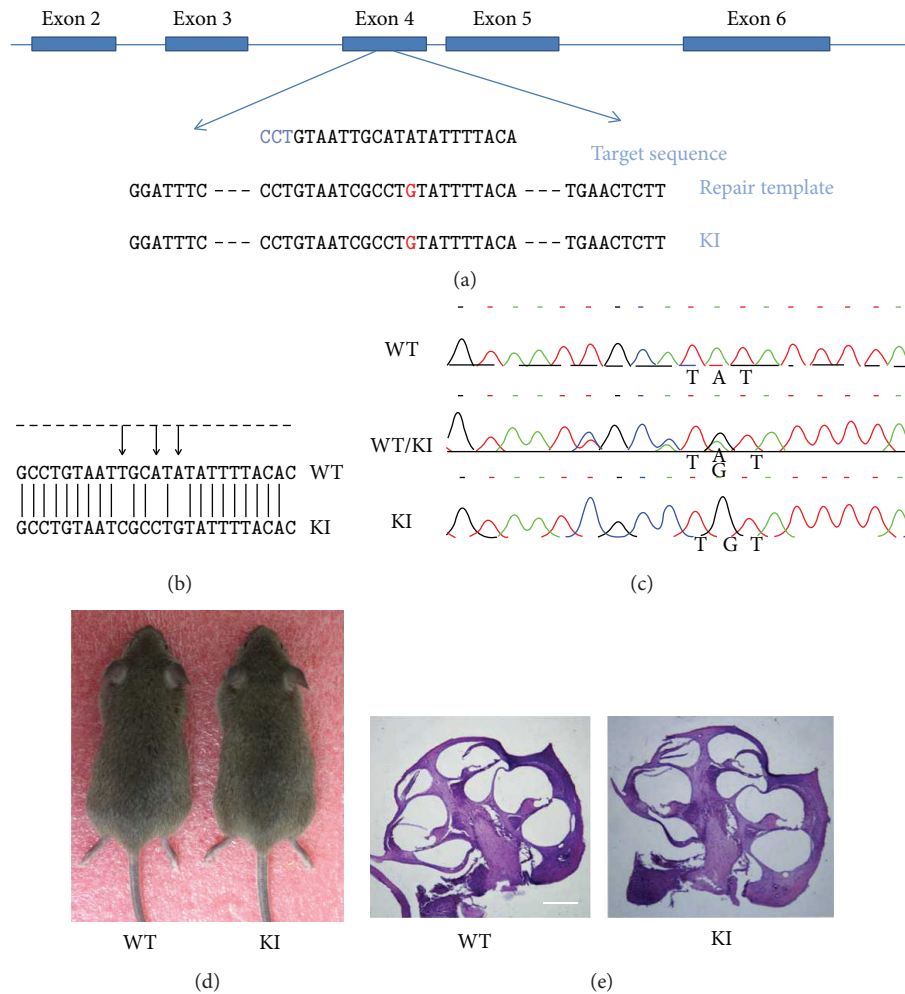 Exon 2 Exon 3 Exon 4 Exon 5 Exon 6
CCTGTAATTGCATATATTTTACA
Target sequence
GGATTTC --- CCTGTAATCGCCTGTATTTTACA --- TGAACTCTT Repair template
GGATTTC --- CCTGTAATCGCCTGTATTTTACA --- TGAACTCTT KI
(a)
GCCTGTAATTGCATATATTTTACAC WT
GCCTGTAATCGCCTGTATTTTACAC KI
(b)
WT
T A T
WT/KI
T A T
G
KI
T G T
(c)
WT KI
(d)
WT KI
(e)